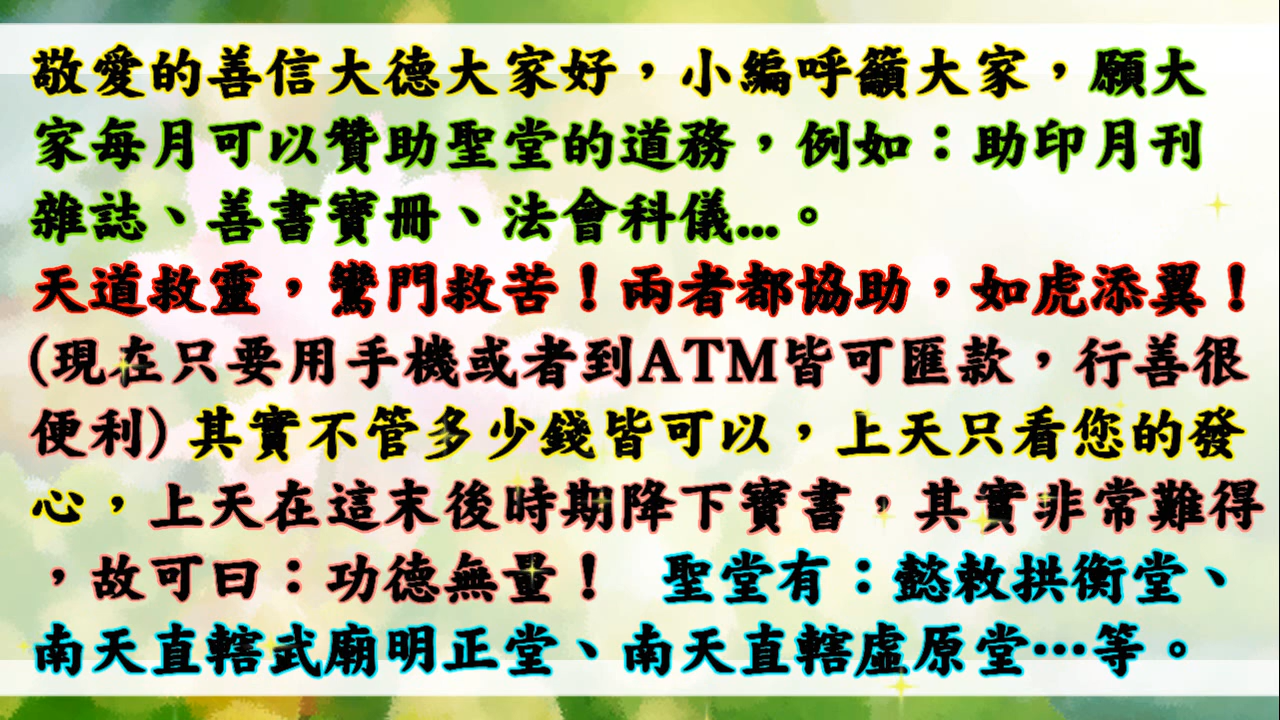 敬愛的善信大德大家好，小編呼籲大家，願大
家每月可以贊助聖堂的道務，例如：助印月刊
雜誌、善書寶冊、法會科儀...。
天道救靈，鸞門救苦！兩者都協助，如虎添翼！
(現在只要用手機或者到ATM皆可匯款，行善很
便利) 其實不管多少錢皆可以，上天只看您的發
心，上天在這末後時期降下寶書，其實非常難得
，故可曰：功德無量！ 聖堂有：懿敕拱衡堂、
南天直轄武廟明正堂、南天直轄虛原堂…等。